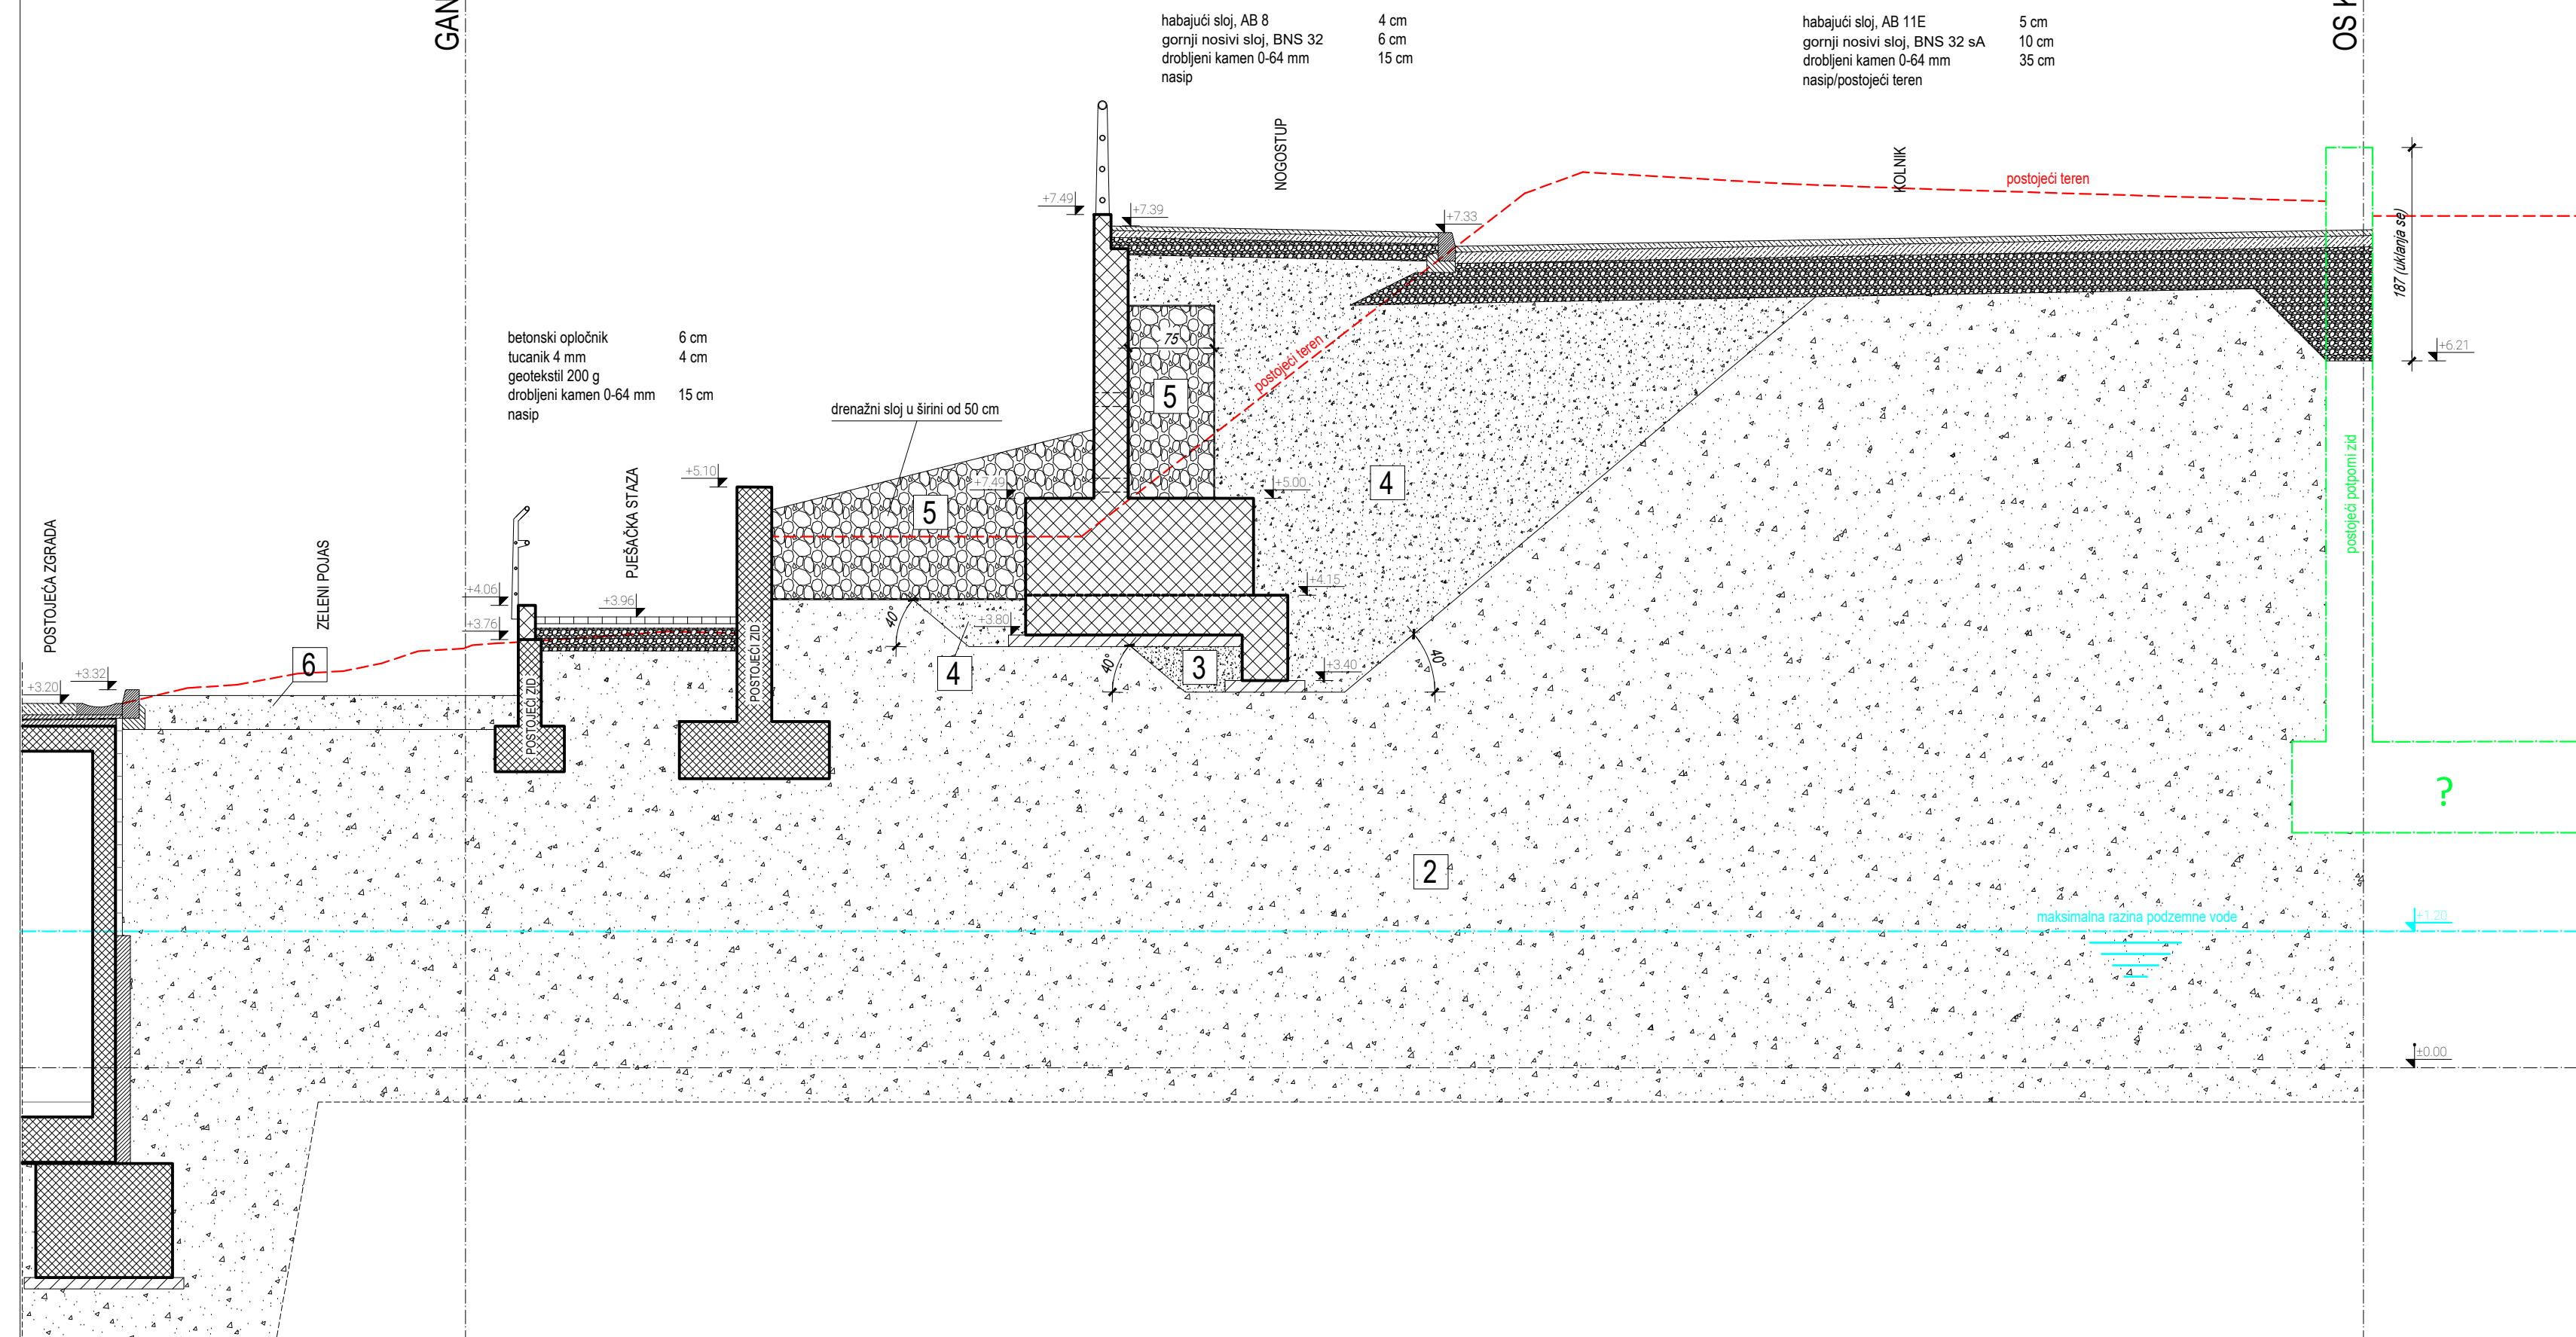 GAN
OS K
habajući sloj, AB 8 4 cm
gornji nosivi sloj, BNS 32 6 cm
drobljeni kamen 0-64 mm 15 cm
nasip
habajući sloj, AB 11E 5 cm
gornji nosivi sloj, BNS 32 sA 10 cm
drobljeni kamen 0-64 mm 35 cm
nasip/postojeći teren
NOGOSTUP
KOLNIK
postojeći teren
+7.49
+7.39
+7.33
187 (uklanja se)
+6.21
betonski opločnik 6 cm
tucanik 4 mm 4 cm
geotekstil 200 g
drobljeni kamen 0-64 mm 15 cm
nasip
75
postojeći teren
5
drenažni sloj u širini od 50 cm
+5.10
+7.49
+5.00
5
4
postojeći potporni zid
POSTOJEĆA ZGRADA
ZELENI POJAS
PJEŠAČKA STAZA
+4.06
+3.96
+3.76
+4.15
+3.80
40°
40°
40°
+3.40
3
4
6
+3.32
+3.20
POSTOJEĆI ZID
POSTOJEĆI ZID
?
2
maksimalna razina podzemne vode
+1.20
±0.00